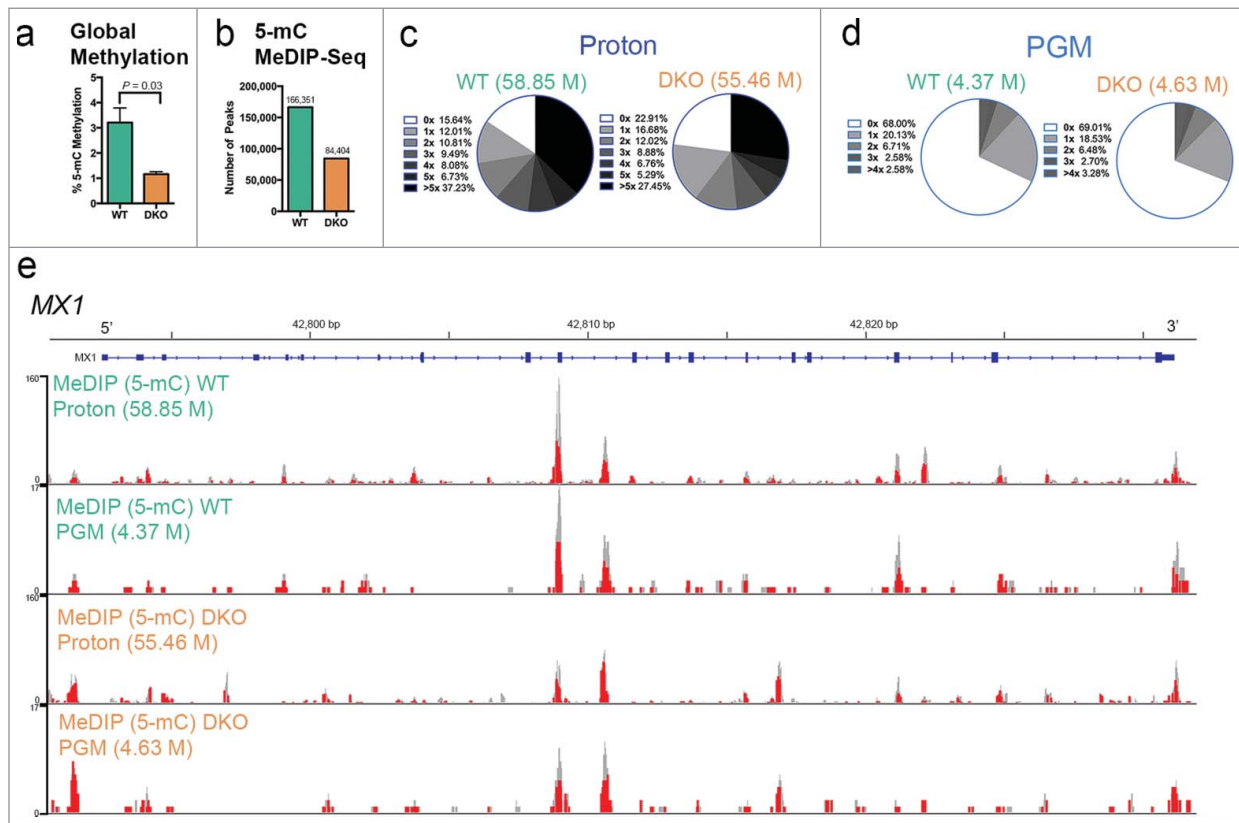 a
Global
Methylation
P = 0.03
5
4
3
2
1
0
% 5-mC Methylation
WT
DKO
b
5-mC
MeDIP-Seq
200,000
150,000
100,000
50,000
0
Number of Peaks
166,351
84,404
WT
DKO
c
Proton
WT (58.85 M)
0x 15.64%
1x 12.01%
2x 10.81%
3x 9.49%
4x 8.08%
5x 6.73%
>5x 37.23%
DKO (55.46 M)
0x 22.91%
1x 16.68%
2x 12.02%
3x 8.88%
4x 6.76%
5x 5.29%
>5x 27.45%
d
PGM
WT (4.37 M)
0x 68.00%
1x 20.13%
2x 6.71%
3x 2.58%
>4x 2.58%
DKO (4.63 M)
0x 69.01%
1x 18.53%
2x 6.48%
3x 2.70%
>4x 3.28%
e
MX1
5'
42,800 bp
42,810 bp
42,820 bp
3'
MX1
160
MeDIP (5-mC) WT
Proton (58.85 M)
0
17
MeDIP (5-mC) WT
PGM (4.37 M)
0
160
MeDIP (5-mC) DKO
Proton (55.46 M)
0
17
MeDIP (5-mC) DKO
PGM (4.63 M)
0